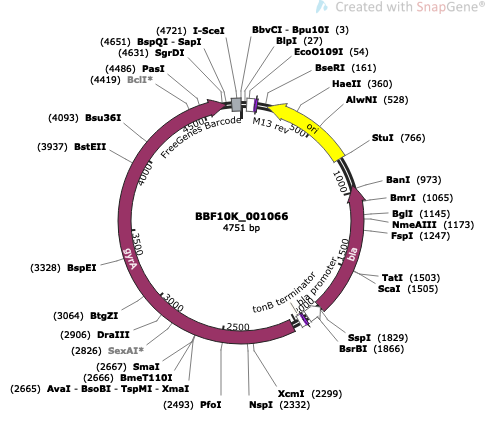 Created with SnapGene®
(4721) I-SceI
BbvCI - Bpu10I (3)
(4651) BspQI - SapI
BlpI (27)
(4631) SgrDI
EcoO109I (54)
(4486) PasI
BseRI (161)
(4419) BclI*
HaeII (360)
AlwNI (528)
(4093) Bsu36I
StuI (766)
(3937) BstEII
BanI (973)
BmrI (1065)
BglI (1145)
NmeAIII (1173)
FspI (1247)
(3328) BspEI
TatI (1503)
ScaI (1505)
(3064) BtgZI
(2906) DraIII
(2826) SexAI*
(2667) SmaI
(2666) BmeT110I
(2665) AvaI - BsoBI - TspMI - XmaI
(2493) PfoI
SspI (1829)
BsrBI (1866)
XcmI (2299)
NspI (2332)
FreeGenes Barcode
M13 rev
ori
bla
bla promoter
tonB terminator
gyrA
500
1000
1500
2000
2500
3000
3500
4000
4500
BBF10K_001066
4751 bp